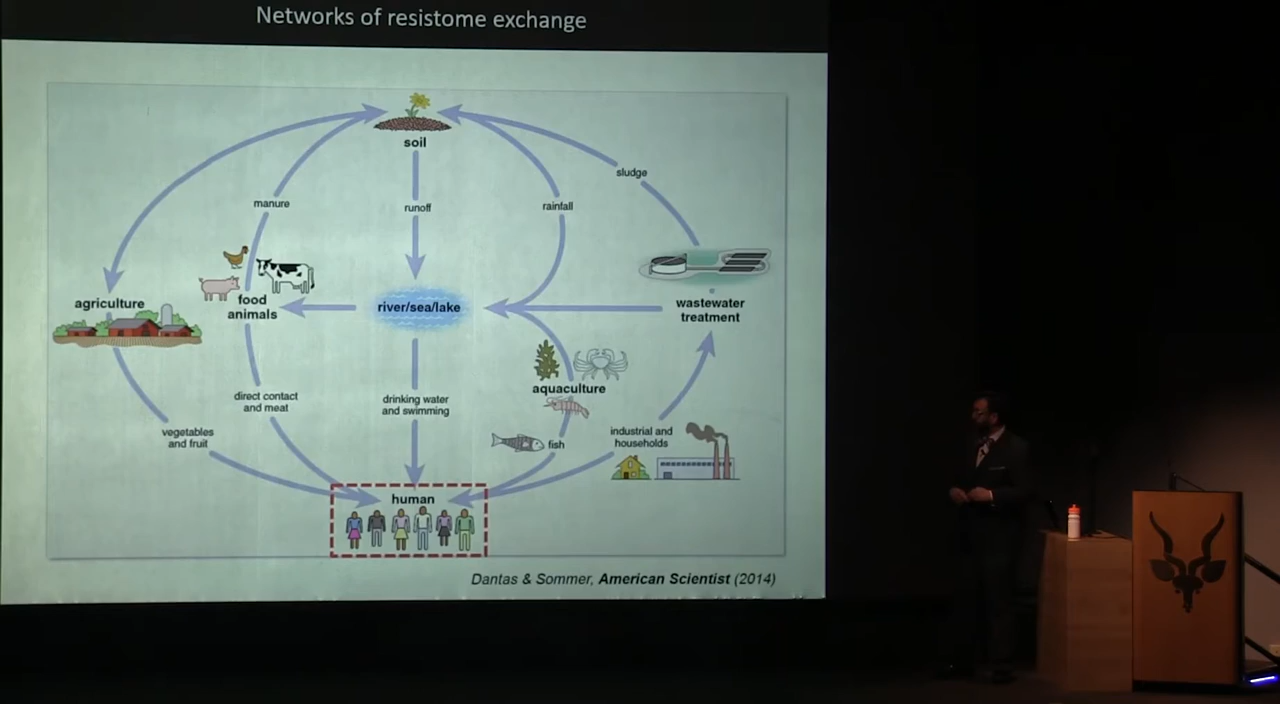 Networks of resistome exchange
soil
sludge
manure
runoff
rainfall
agriculture
food
animals
river/sea/lake
wastewater
treatment
aquaculture
direct contact
and meat
drinking water
and swimming
vegetables
and fruit
fish
industrial and
households
human
Dantas & Sommer, American Scientist (2014)